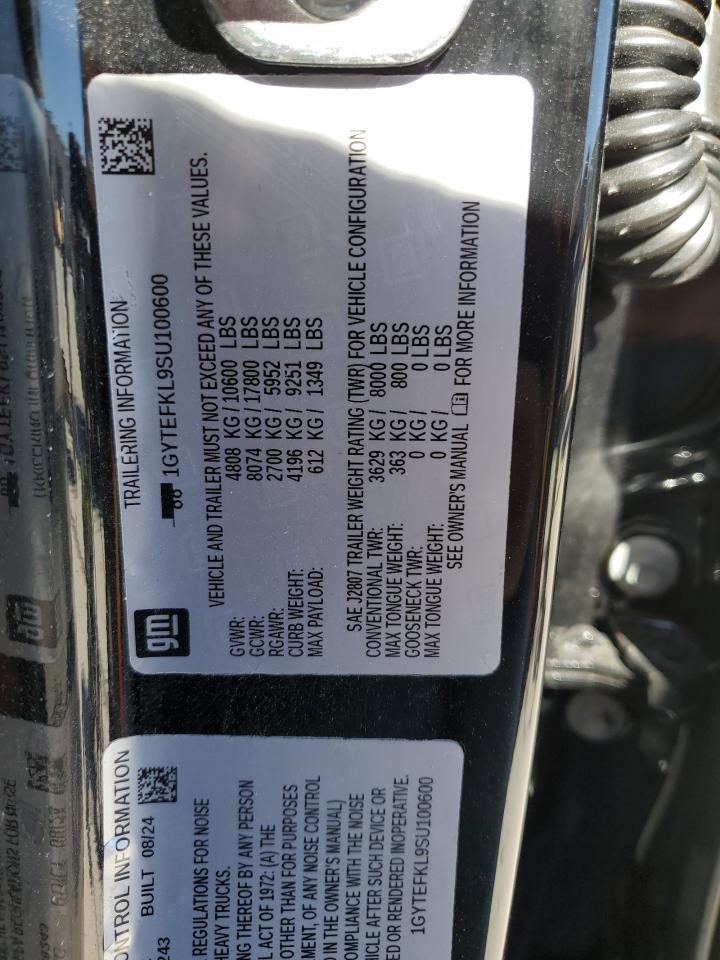 gm
TRAILERING INFORMATION
1GYTEFKL9SU100600
VEHICLE AND TRAILER MUST NOT EXCEED ANY OF THESE VALUES.
GVWR: 4808 KG / 10600 LBS
GCWR: 8074 KG / 17800 LBS
RGAWR: 2700 KG / 5952 LBS
CURB WEIGHT: 4196 KG / 9251 LBS
MAX PAYLOAD: 612 KG / 1349 LBS
SAE J2807 TRAILER WEIGHT RATING (TWR) FOR VEHICLE CONFIGURATION
CONVENTIONAL TWR: 3629 KG / 8000 LBS
MAX TONGUE WEIGHT: 363 KG / 800 LBS
GOOSENECK TWR: 0 KG / 0 LBS
MAX TONGUE WEIGHT: 0 KG / 0 LBS
SEE OWNER'S MANUAL FOR MORE INFORMATION
INFORMATION
243 BUILT 08/24
REGULATIONS FOR NOISE
HEAVY TRUCKS.
THEREOF BY ANY PERSON
ACT OF 1972: (A) THE
OTHER THAN FOR PURPOSES
OF ANY NOISE CONTROL
IN THE OWNER'S MANUAL)
WITH THE NOISE
AFTER SUCH DEVICE OR
OR RENDERED INOPERATIVE.
1GYTEFKL9SU100600